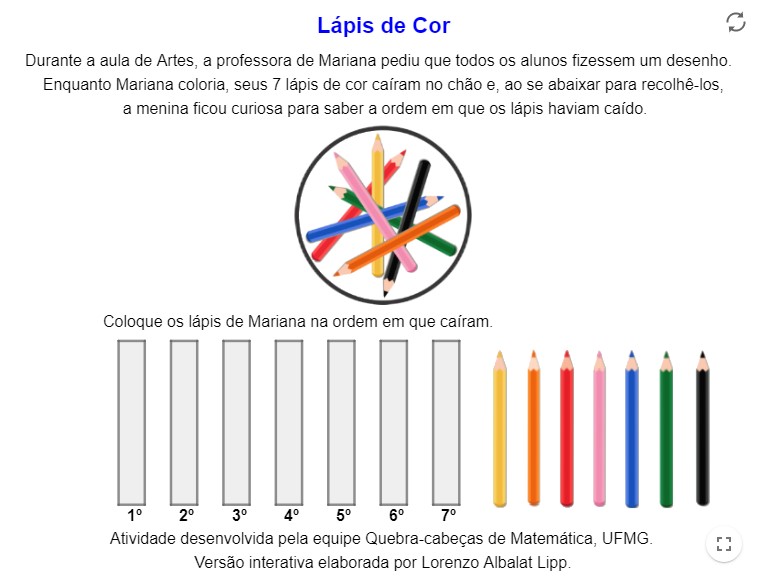 Lápis de Cor
Durante a aula de Artes, a professora de Mariana pediu que todos os alunos fizessem um desenho.
Enquanto Mariana coloria, seus 7 lápis de cor caíram no chão e, ao se abaixar para recolhê-los,
a menina ficou curiosa para saber a ordem em que os lápis haviam caído.
Coloque os lápis de Mariana na ordem em que caíram.
1º 2º 3º 4º 5º 6º 7º
Atividade desenvolvida pela equipe Quebra-cabeças de Matemática, UFMG.
Versão interativa elaborada por Lorenzo Albalat Lipp.